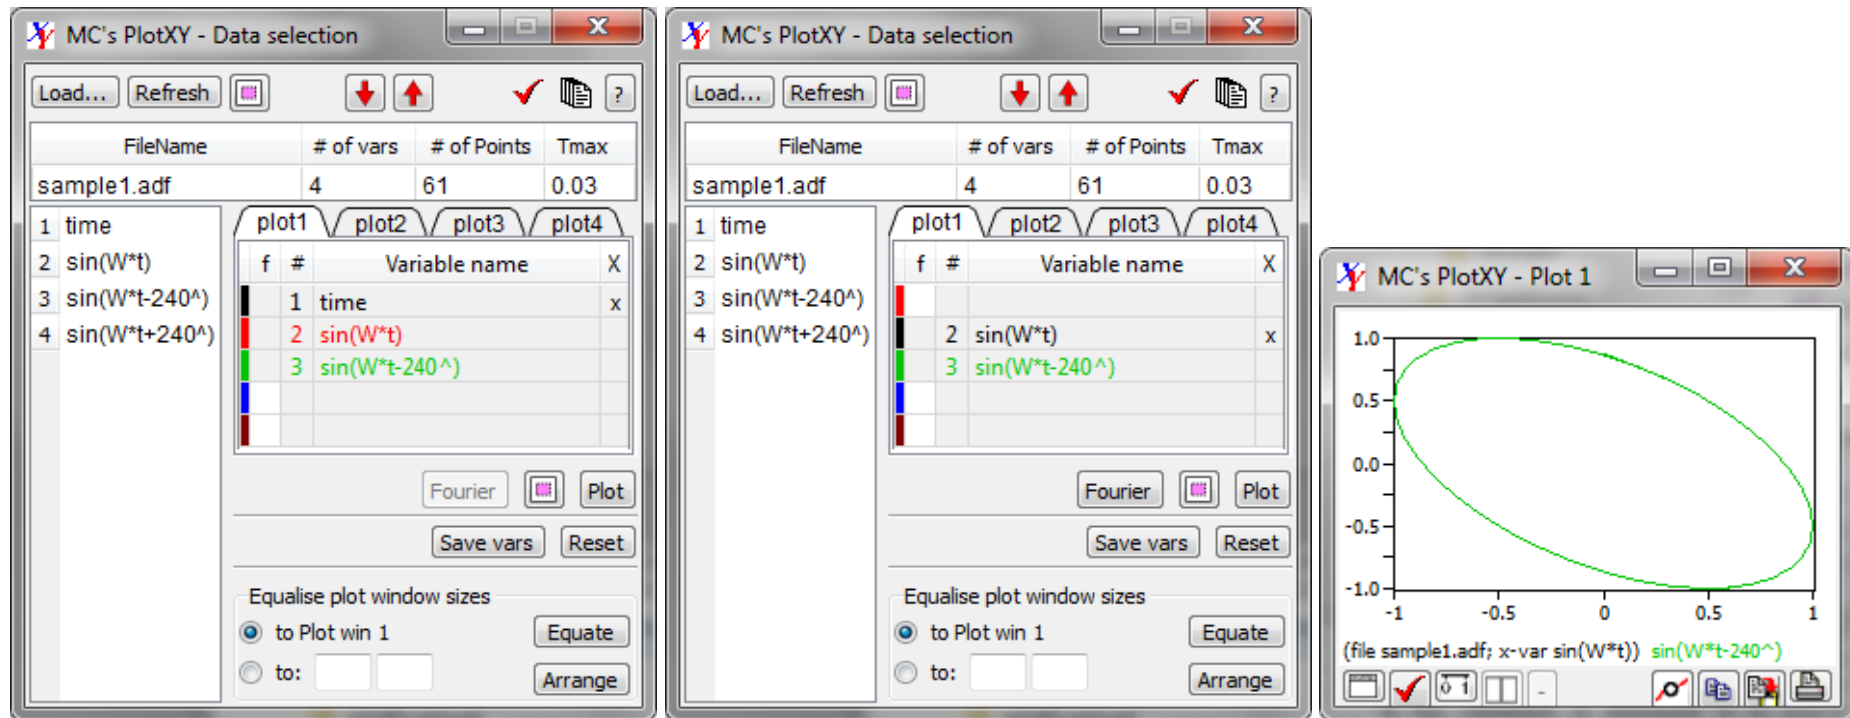 MC's PlotXY - Data selection
Load... Refresh ?
FileName # of vars # of Points Tmax
sample1.adf 4 61 0.03
1 time
2 sin(W*t)
3 sin(W*t-240^)
4 sin(W*t+240^)
plot1 plot2 plot3 plot4
f # Variable name X
1 time x
2 sin(W*t)
3 sin(W*t-240^)
Fourier Plot
Save vars Reset
Equalise plot window sizes
to Plot win 1 Equate
to: Arrange
MC's PlotXY - Data selection
Load... Refresh ?
FileName # of vars # of Points Tmax
sample1.adf 4 61 0.03
1 time
2 sin(W*t)
3 sin(W*t-240^)
4 sin(W*t+240^)
plot1 plot2 plot3 plot4
f # Variable name X
2 sin(W*t) x
3 sin(W*t-240^)
Fourier Plot
Save vars Reset
Equalise plot window sizes
to Plot win 1 Equate
to: Arrange
MC's PlotXY - Plot 1
1.0
0.5
0.0
-0.5
-1.0
-1 -0.5 0 0.5 1
(file sample1.adf; x-var sin(W*t)) sin(W*t-240^)
0 1 -